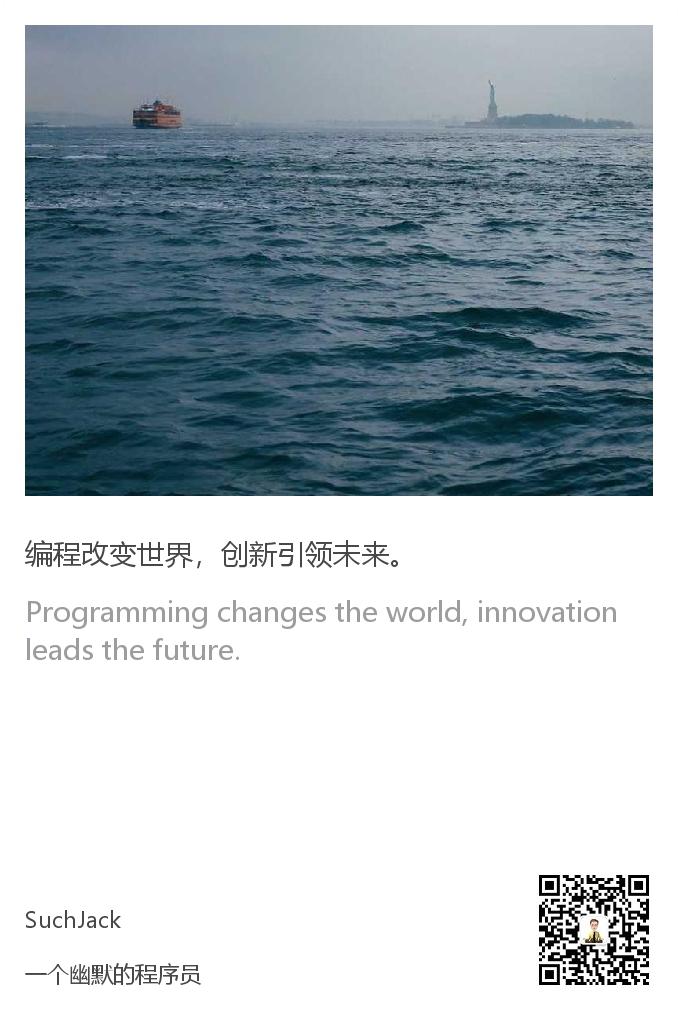 编程改变世界，创新引领未来。
Programming changes the world, innovation
leads the future.
SuchJack
一个幽默的程序员